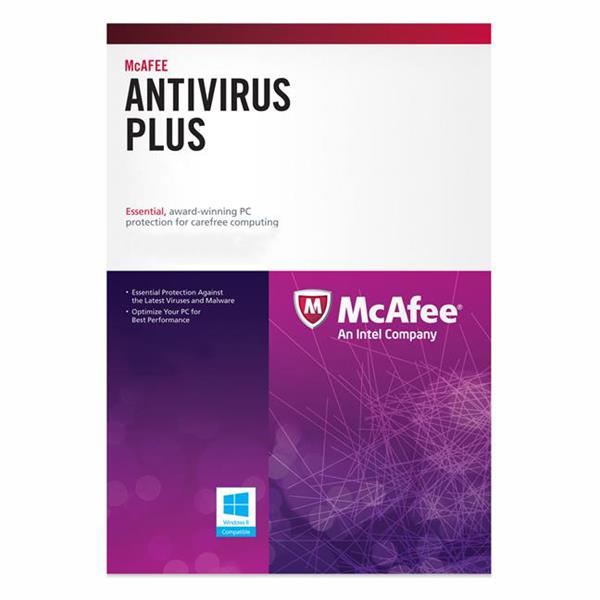 McAFEE
ANTIVIRUS
PLUS
Essential, award-winning PC
protection for carefree computing
• Essential Protection Against
the Latest Viruses and Malware
• Optimize Your PC for
Best Performance
M
McAfee®
An Intel Company
Windows 8
Compatible